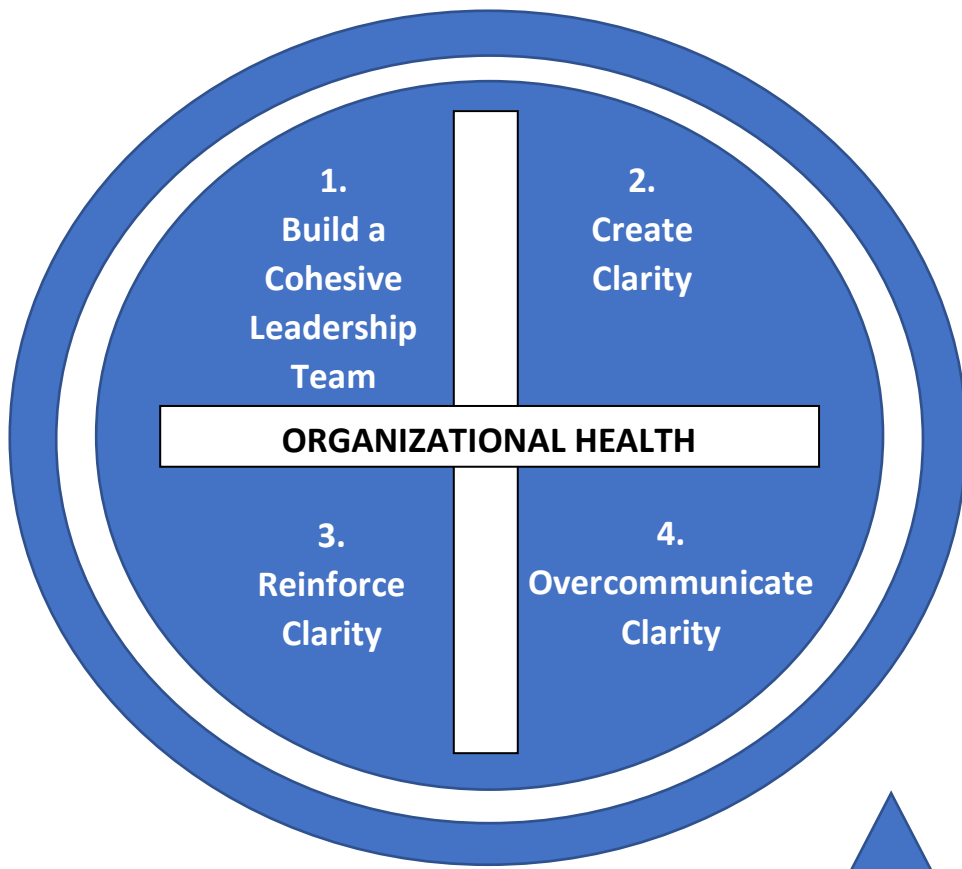 1.
Build a
Cohesive
Leadership
Team
2.
Create
Clarity
ORGANIZATIONAL HEALTH
3.
Reinforce
Clarity
4.
Overcommunicate
Clarity